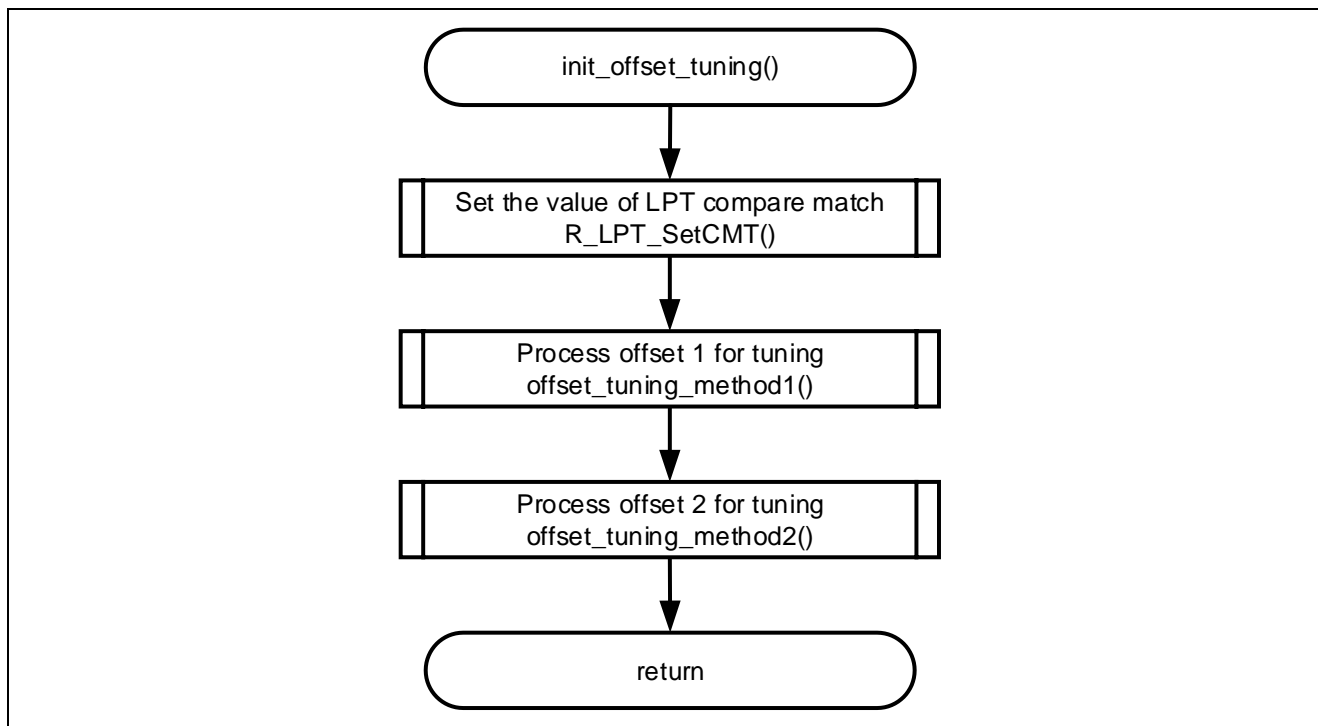 init_offset_tuning()
Set the value of LPT compare match
R_LPT_SetCMT()
Process offset 1 for tuning
offset_tuning_method1()
Process offset 2 for tuning
offset_tuning_method2()
return